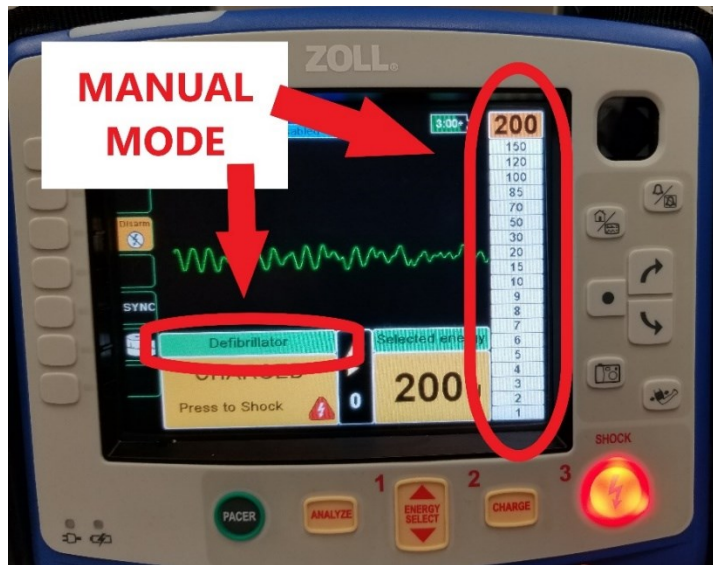 ZOLL
MANUAL
MODE
3:00+
200
150
120
100
85
70
50
30
20
15
10
9
8
7
6
5
4
3
2
1
Disarm
SYNC
Defibrillator
CHARGED
Press to Shock
0
Selected energy
200J
SHOCK
1
2
3
PACER
ANALYZE
ENERGY
SELECT
CHARGE